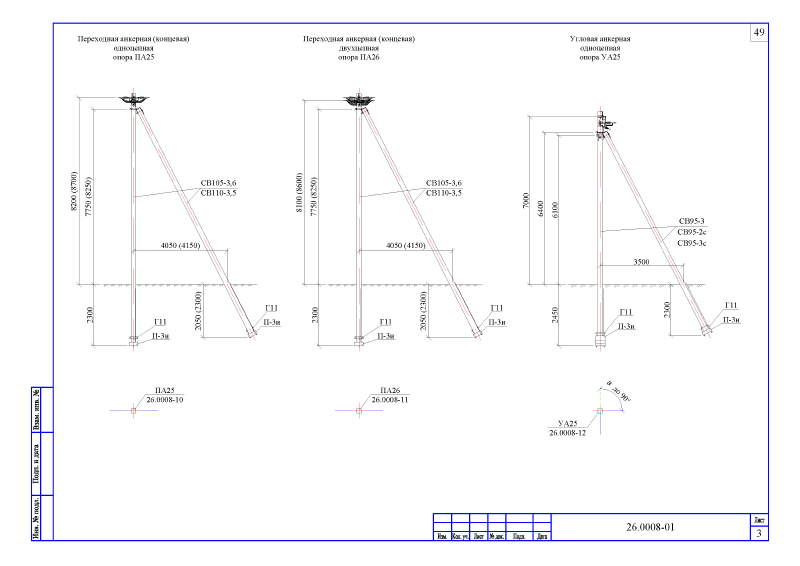 49
Переходная анкерная (концевая)
одноцепная
опора ПА25
Переходная анкерная (концевая)
двухцепная
опора ПА26
Угловая анкерная
одноцепная
опора УА25
8200 (8700)
7750 (8250)
СВ105-3,6
СВ110-3,5
4050 (4150)
2300
2050 (2300)
Г11
П-3и
Г11
П-3и
ПА25
26.0008-10
8100 (8600)
7750 (8250)
СВ105-3,6
СВ110-3,5
4050 (4150)
2300
2050 (2300)
Г11
П-3и
Г11
П-3и
ПА26
26.0008-11
7000
6400
6100
СВ95-3
СВ95-2с
СВ95-3с
3500
2450
2300
Г11
П-3и
Г11
П-3и
α до 90°
УА25
26.0008-12
Взам. инв. №
Подп. и дата
Инв. № подл.
Изм. Кол. уч. Лист № док. Подп. Дата
26.0008-01
Лист
3